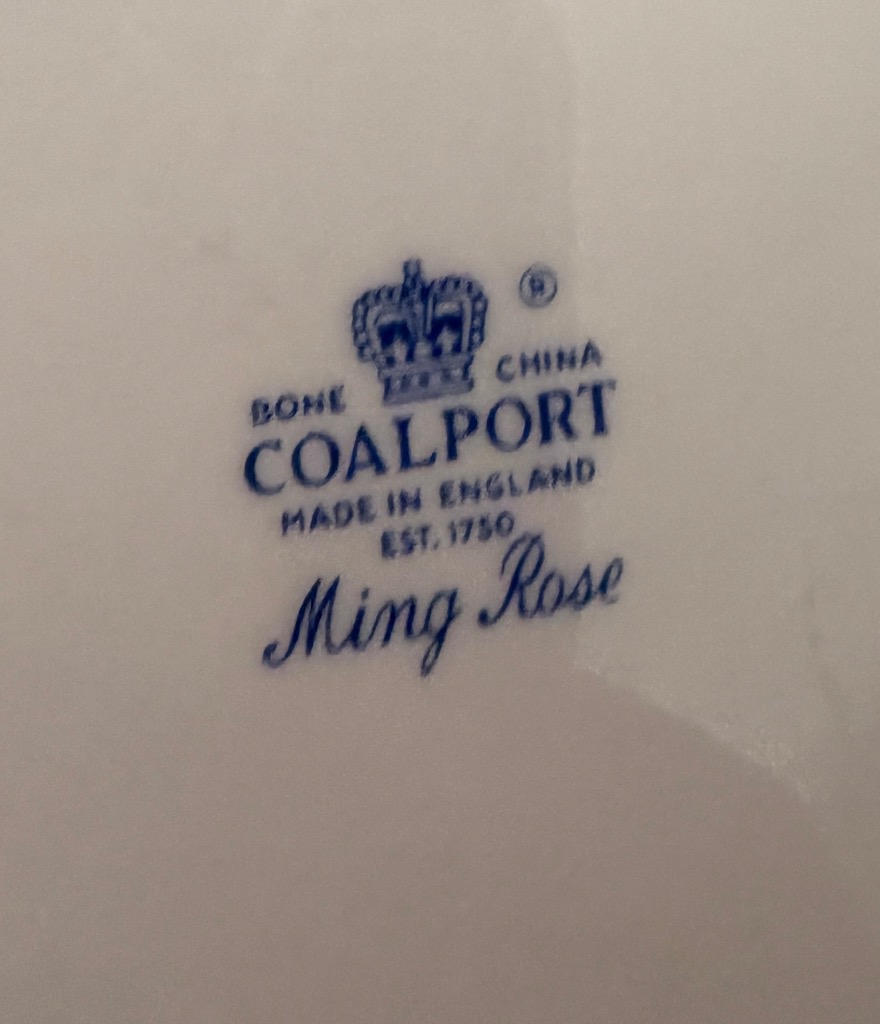 ®
BONE CHINA
COALPORT
MADE IN ENGLAND
EST. 1750
Ming Rose